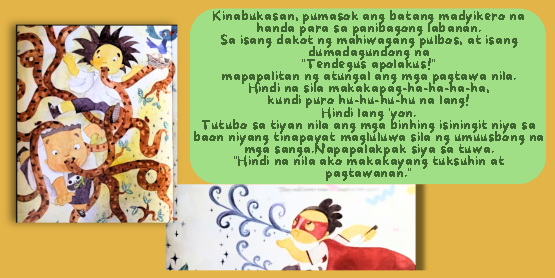 Kinabukasan, pumasok ang batang madyikero na
handa para sa panibagong labanan.
Sa isang dakot ng mahiwagang pulbos, at isang
dumadagundong na
"Tendegus apolakus!"
mapapalitan ng atungal ang mga pagtawa nila.
Hindi na sila makakapag-ha-ha-ha-ha,
kundi puro hu-hu-hu-hu na lang!
Hindi lang 'yon.
Tutubo sa tiyan nila ang mga binhing isiningit niya sa
baon niyang tinapayat magluluwa sila ng umuusbong na
mga sanga.Napapalakpak siya sa tuwa.
"Hindi na nila ako makakayang tuksuhin at
pagtawanan."